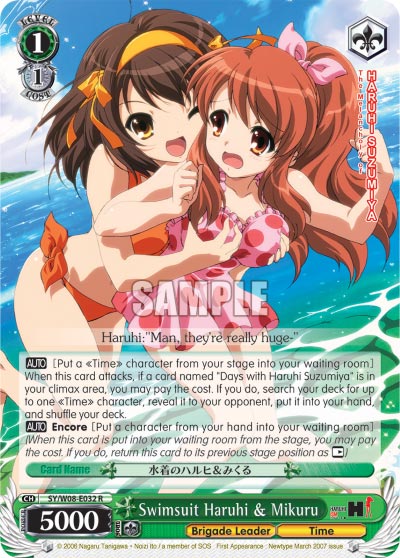 LEVEL
1
1
COST
The Melancholy of
HARUHI SUZUMIYA
SAMPLE
Haruhi:"Man, they're really huge~"
AUTO [Put a «Time» character from your stage into your waiting room]
When this card attacks, if a card named "Days with Haruhi Suzumiya" is in
your climax area, you may pay the cost. If you do, search your deck for up
to one «Time» character, reveal it to your opponent, put it into your hand,
and shuffle your deck.
AUTO Encore [Put a character from your hand into your waiting room]
(When this card is put into your waiting room from the stage, you may pay
the cost. If you do, return this card to its previous stage position as
Card Name
水着のハルヒ&みくる
CH SY/W08-E032 R
Swimsuit Haruhi & Mikuru
5000
Brigade Leader
Time
© 2006 Nagaru Tanigawa・Noizi Ito / a member of SOS First Appearance : Newtype March 2007 issue